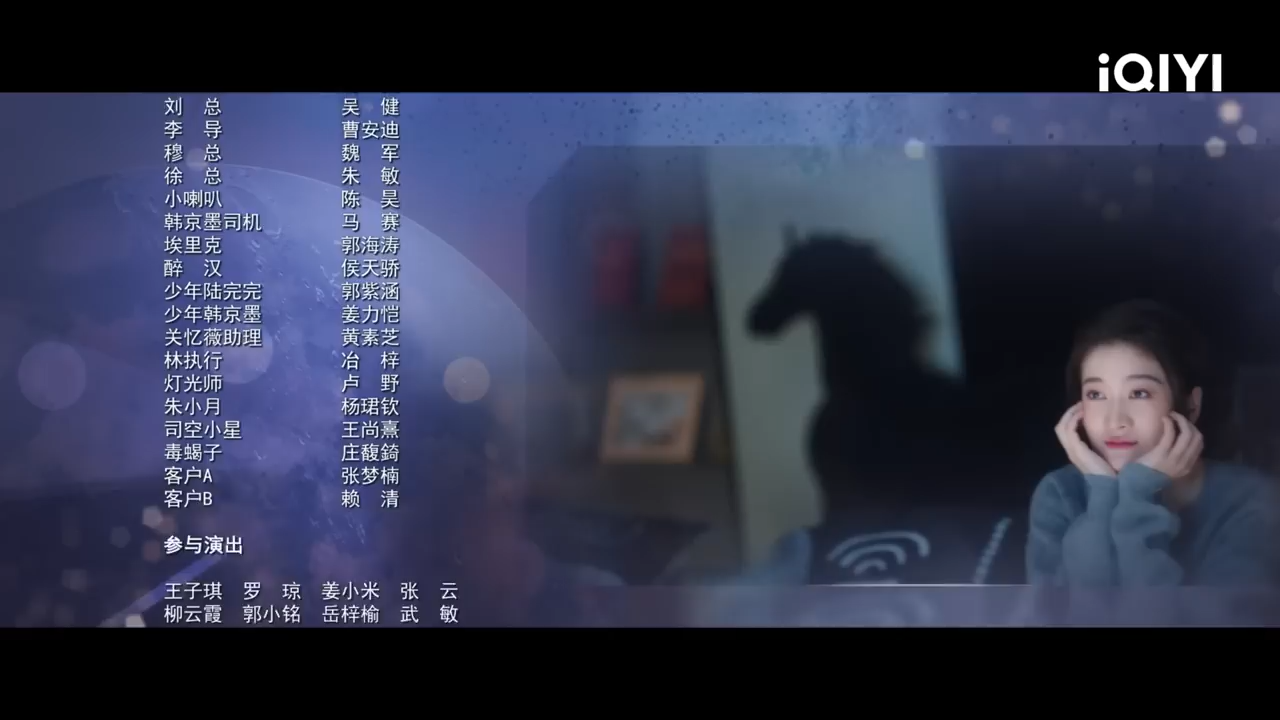 iQIYI
刘 总 吴 健
李 导 曹安迪
穆 总 魏 军
徐 总 朱 敏
小喇叭 陈 昊
韩京墨司机 马 赛
埃里克 郭海涛
醉 汉 侯天骄
少年陆完完 郭紫涵
少年韩京墨 姜力恺
关忆薇助理 黄素芝
林执行 冶 梓
灯光师 卢 野
朱小月 杨珺钦
司空小星 王尚熹
毒蝎子 庄馥錡
客户A 张梦楠
客户B 赖 清
参与演出
王子琪 罗 琼 姜小米 张 云
柳云霞 郭小铭 岳梓榆 武 敏